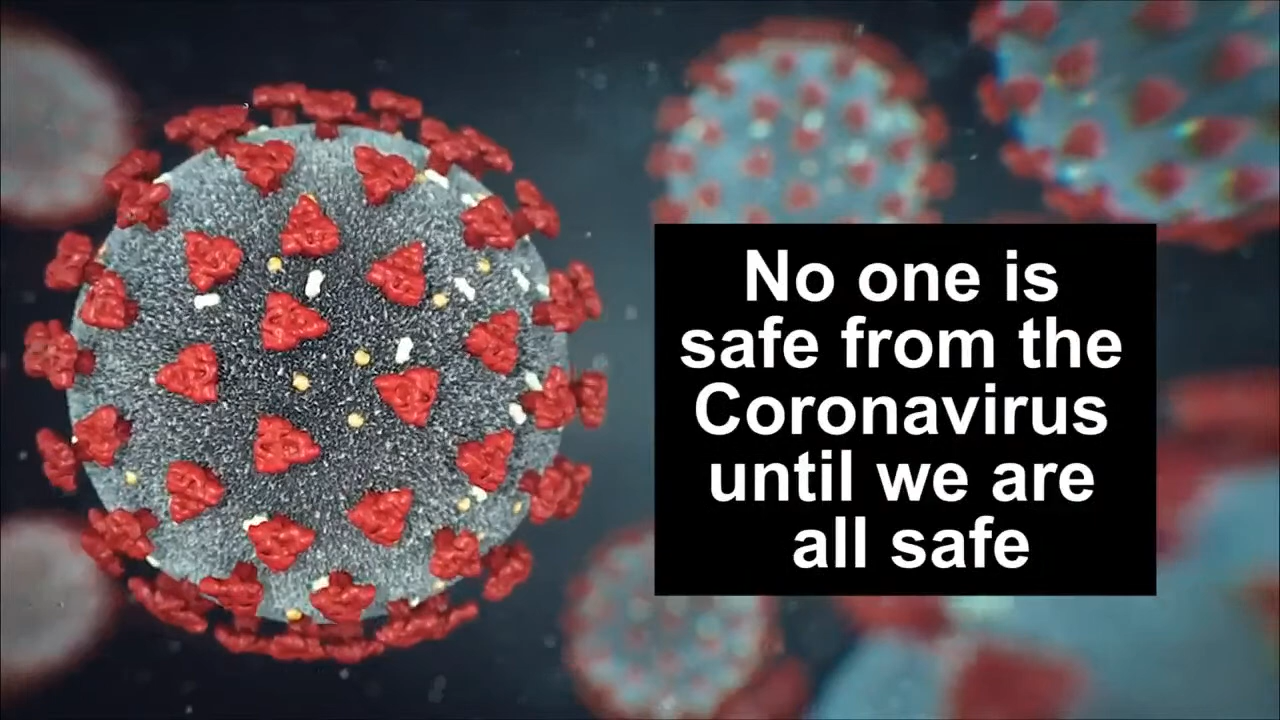 No one is
safe from the
Coronavirus
until we are
all safe